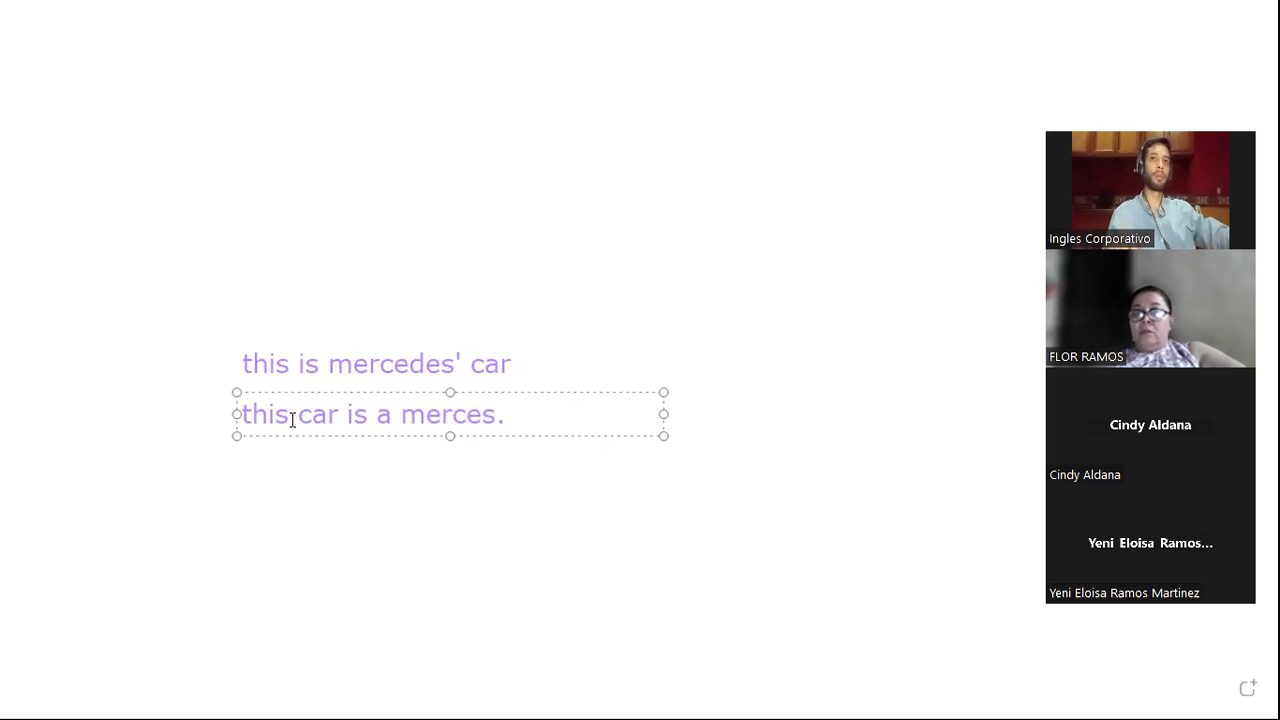 this is mercedes' car
this car is a merces.
Ingles Corporativo
FLOR RAMOS
Cindy Aldana
Cindy Aldana
Yeni Eloisa Ramos...
Yeni Eloisa Ramos Martinez